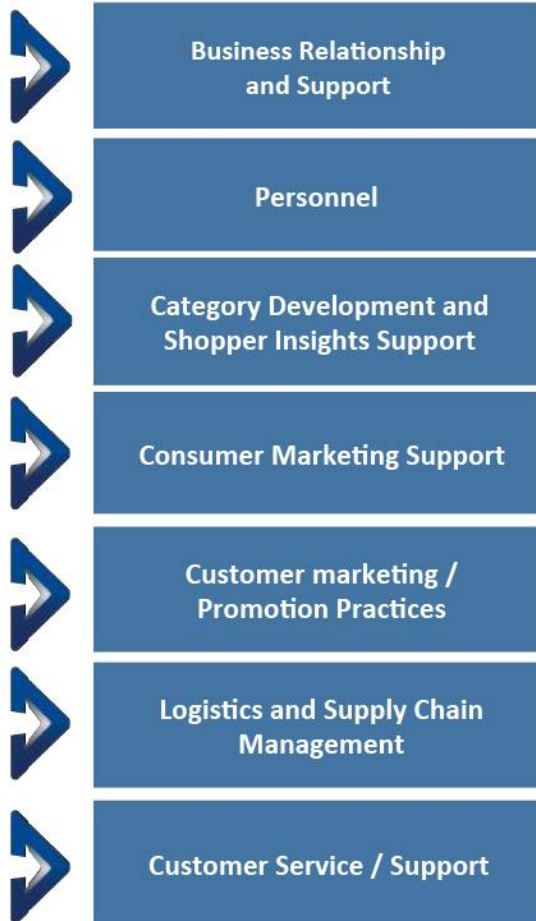 Business Relationship
and Support
Personnel
Category Development and
Shopper Insights Support
Consumer Marketing Support
Customer marketing /
Promotion Practices
Logistics and Supply Chain
Management
Customer Service / Support